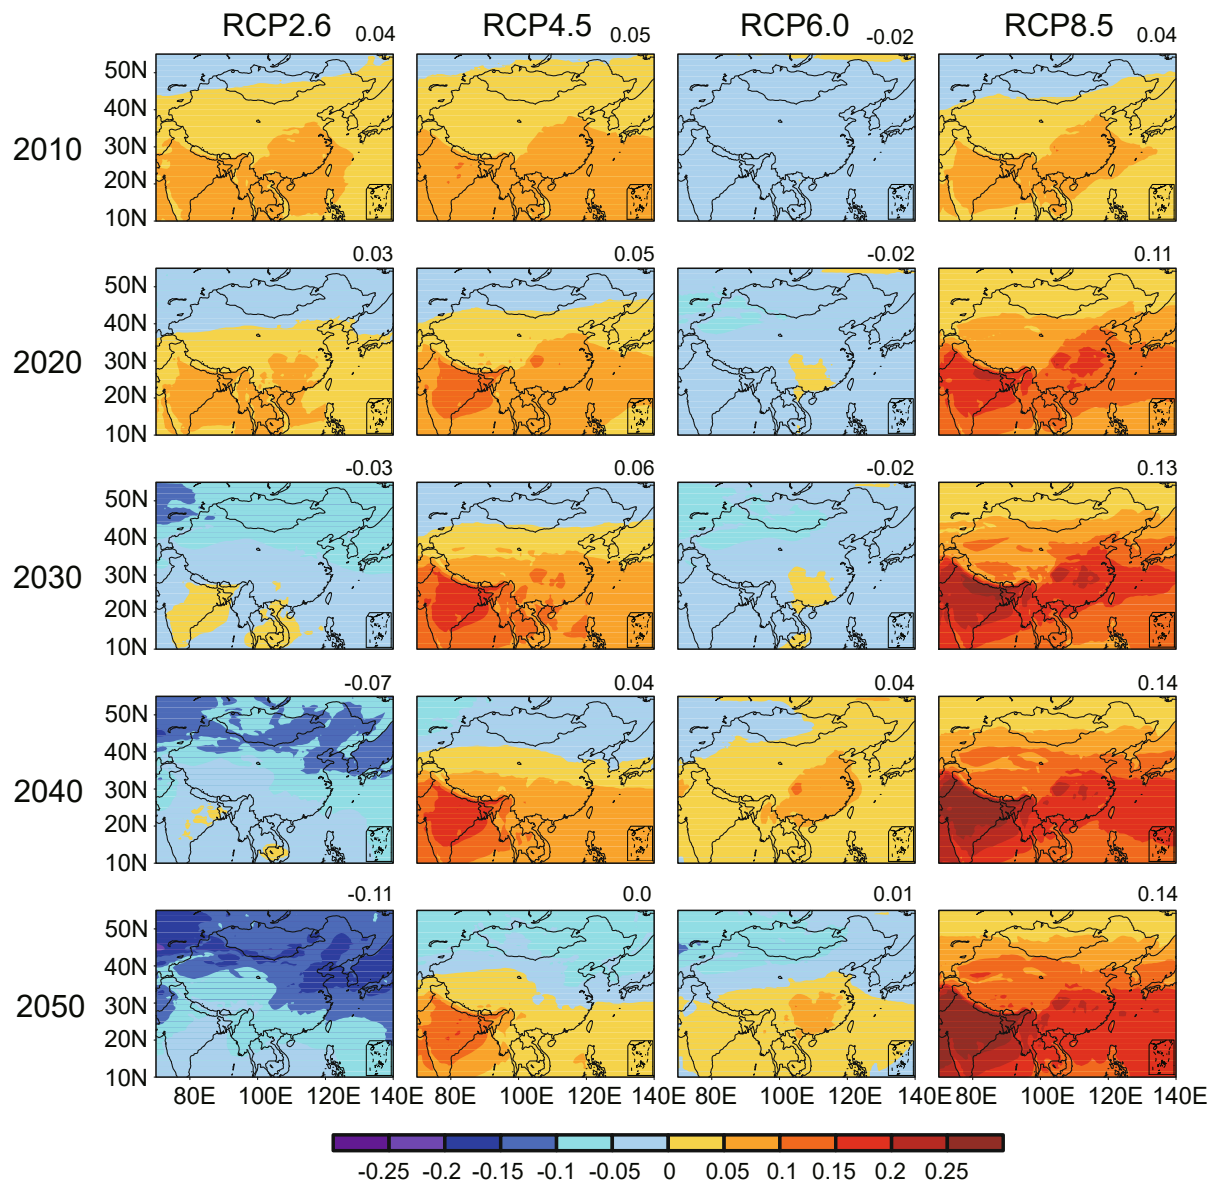 RCP2.6 0.04 RCP4.5 0.05 RCP6.0 -0.02 RCP8.5 0.04
50N
40N
2010 30N
20N
10N
0.03 0.05 -0.02 0.11
50N
40N
2020 30N
20N
10N
-0.03 0.06 -0.02 0.13
50N
40N
2030 30N
20N
10N
-0.07 0.04 0.04 0.14
50N
40N
2040 30N
20N
10N
-0.11 0.0 0.01 0.14
50N
40N
2050 30N
20N
10N
80E 100E 120E 140E 80E 100E 120E 140E 80E 100E 120E 140E 80E 100E 120E 140E
-0.25 -0.2 -0.15 -0.1 -0.05 0 0.05 0.1 0.15 0.2 0.25